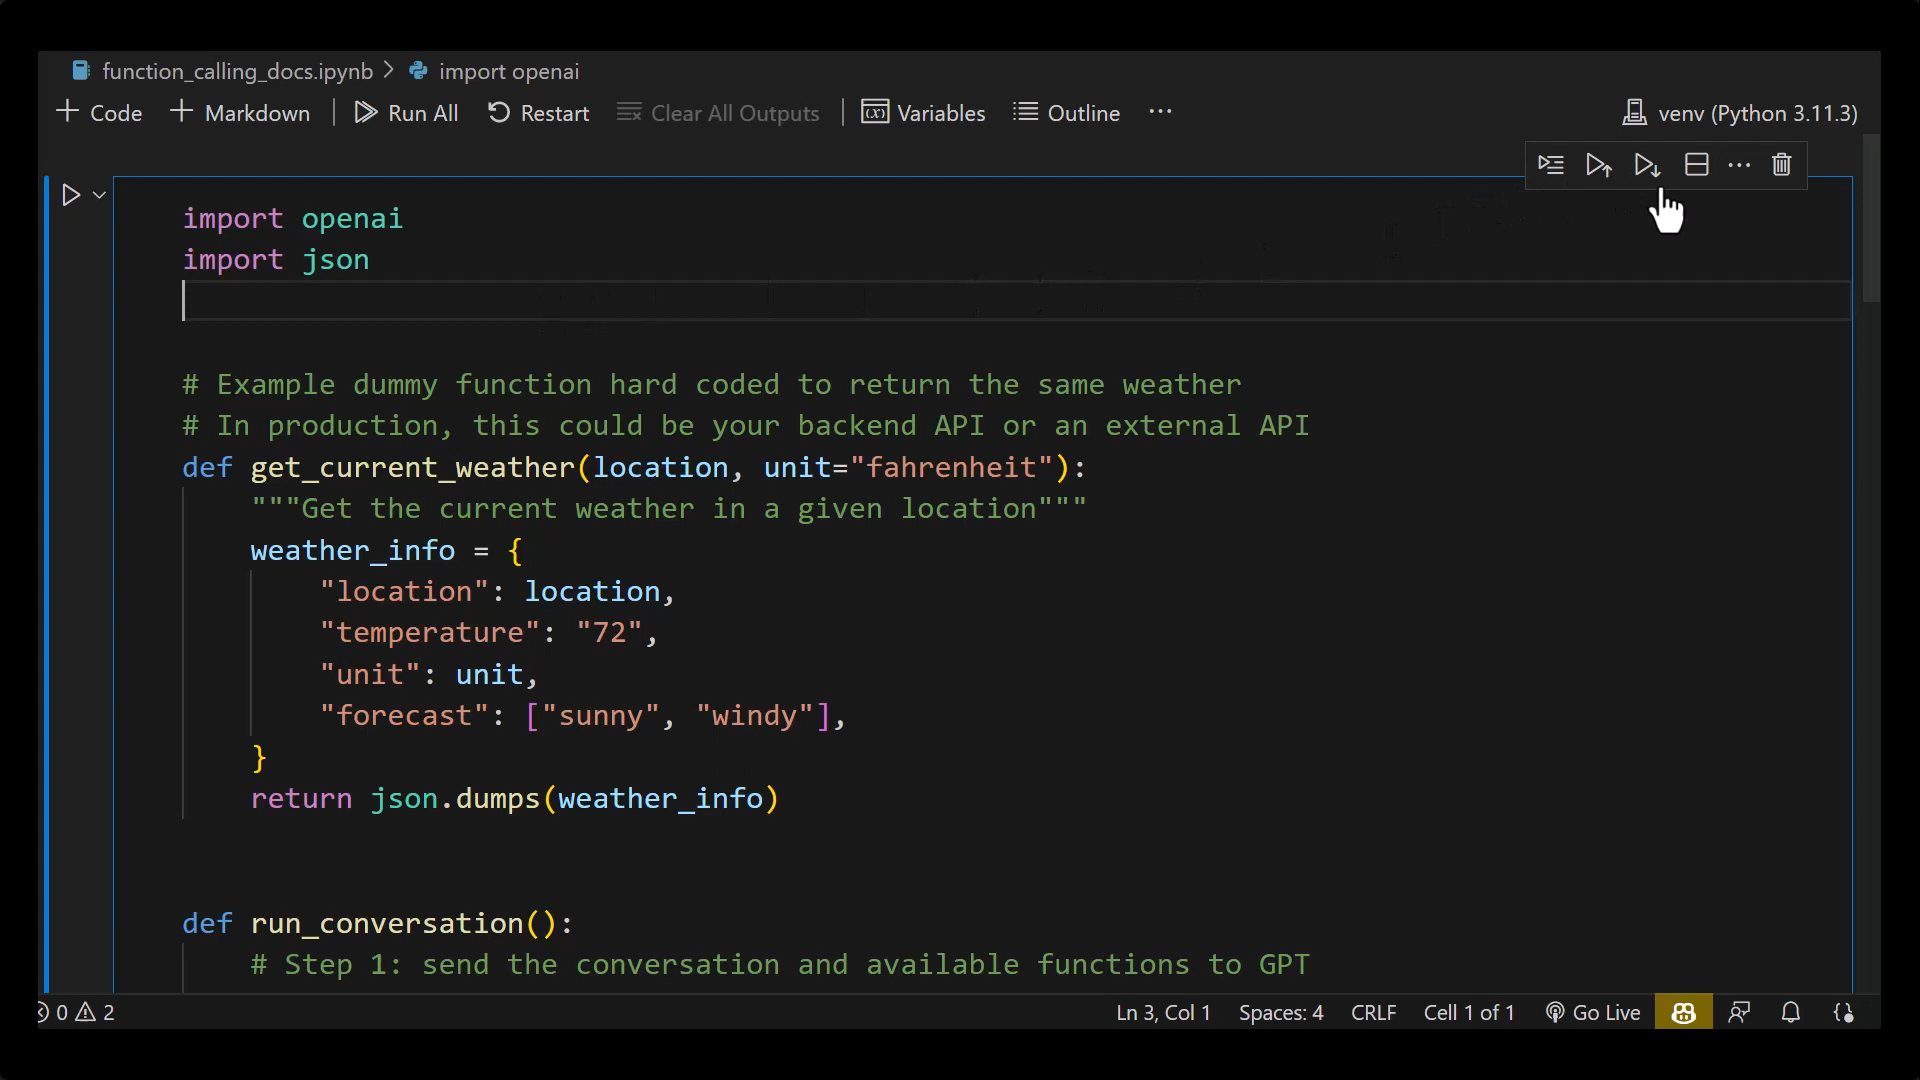 function_calling_docs.ipynb > import openai
+ Code + Markdown Run All Restart Clear All Outputs Variables Outline ... venv (Python 3.11.3)
import openai
import json
# Example dummy function hard coded to return the same weather
# In production, this could be your backend API or an external API
def get_current_weather(location, unit="fahrenheit"):
"""Get the current weather in a given location"""
weather_info = {
"location": location,
"temperature": "72",
"unit": unit,
"forecast": ["sunny", "windy"],
}
return json.dumps(weather_info)
def run_conversation():
# Step 1: send the conversation and available functions to GPT
0 2 Ln 3, Col 1 Spaces: 4 CRLF Cell 1 of 1 Go Live